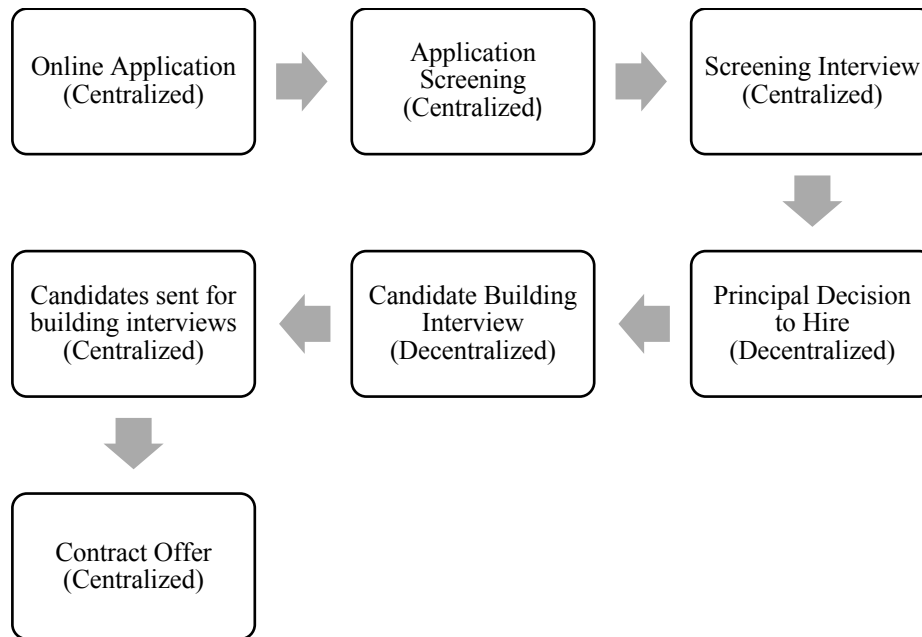 Online Application
(Centralized)
Application
Screening
(Centralized)
Screening Interview
(Centralized)
Principal Decision
to Hire
(Decentralized)
Candidate Building
Interview
(Decentralized)
Candidates sent for
building interviews
(Centralized)
Contract Offer
(Centralized)